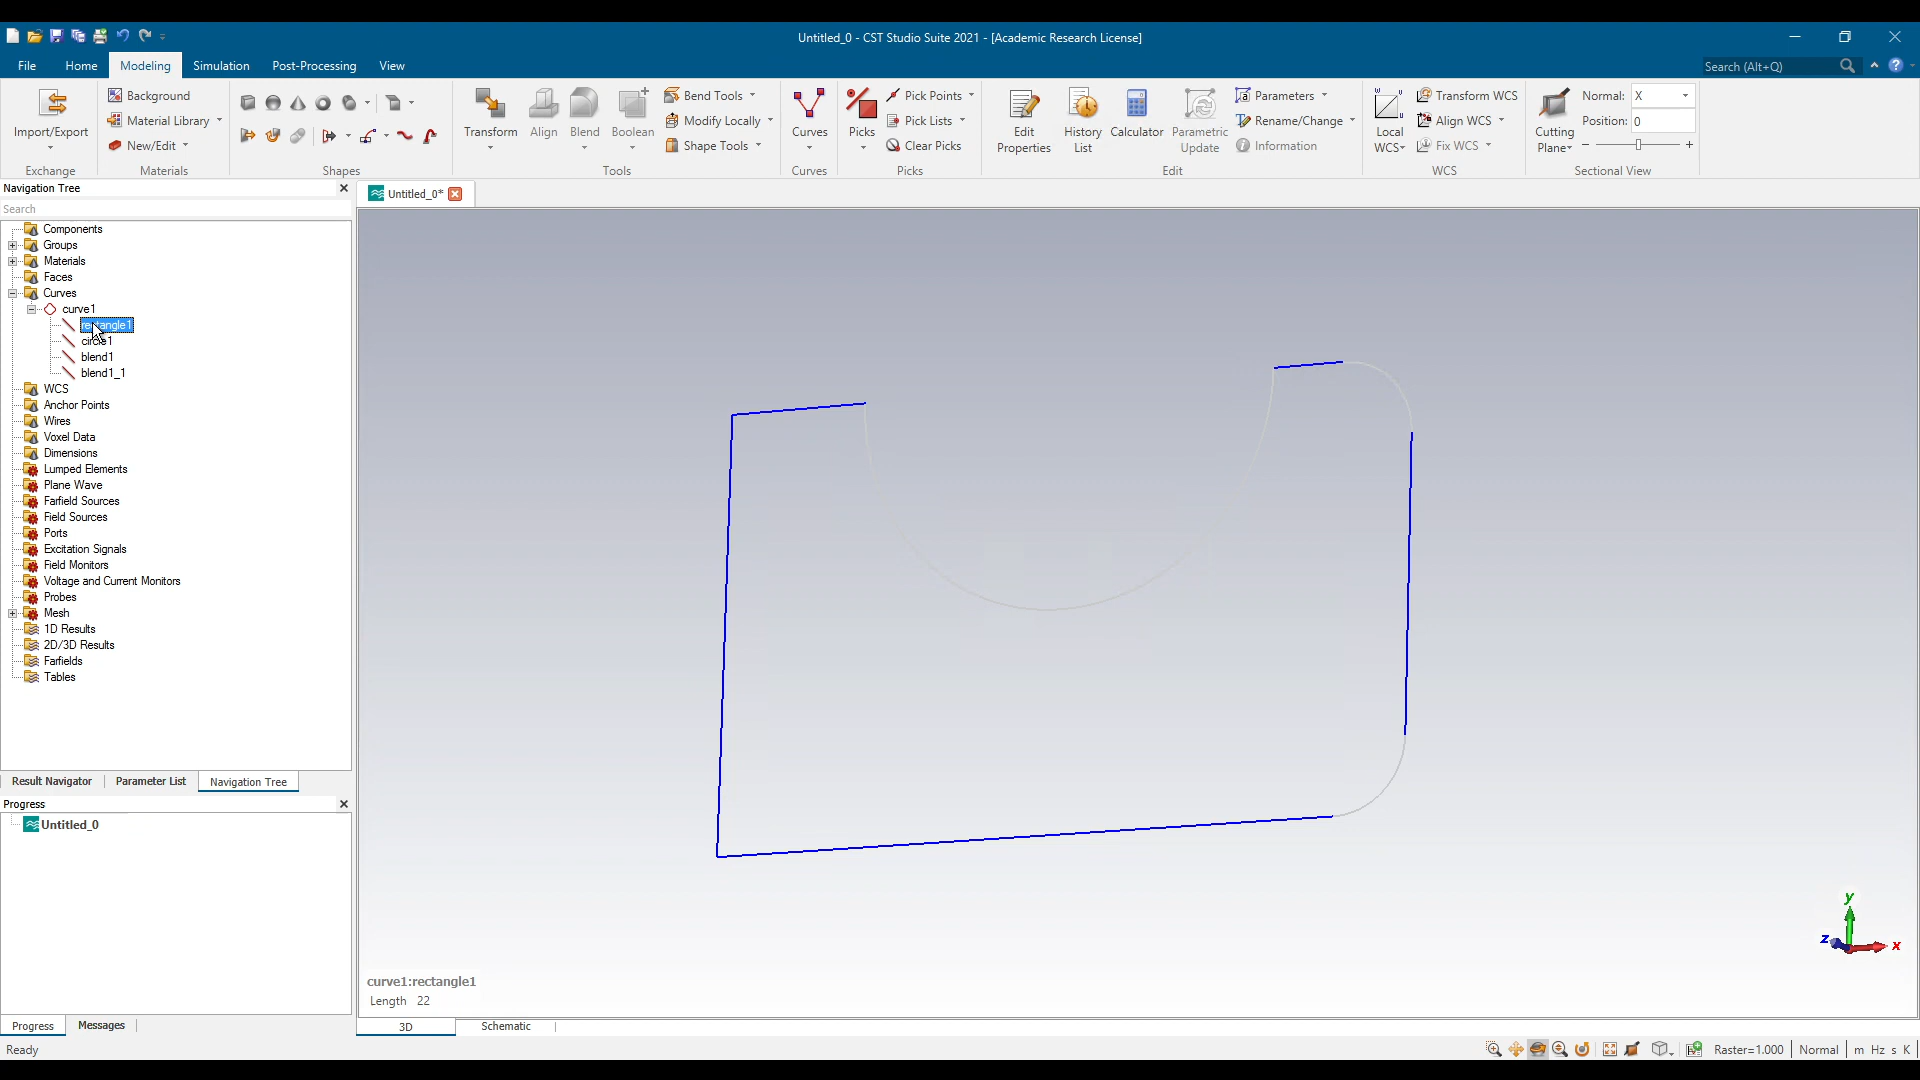 Untitled_0 - CST Studio Suite 2021 - [Academic Research License]
File Home Modeling Simulation Post-Processing View
Search (Alt+Q)
Import/Export
Exchange
Background
Material Library
New/Edit
Materials
Shapes
Transform
Align
Blend
Boolean
Bend Tools
Modify Locally
Shape Tools
Tools
Curves
Curves
Picks
Pick Points
Pick Lists
Clear Picks
Picks
Edit
Properties
History
List
Calculator
Parametric
Update
Parameters
Rename/Change
Information
Edit
Local
WCS
Transform WCS
Align WCS
Fix WCS
WCS
Cutting
Plane
Normal: X
Position: 0
Sectional View
Navigation Tree
Search
Components
Groups
Materials
Faces
Curves
curve1
rectangle1
circle1
blend1
blend1_1
WCS
Anchor Points
Wires
Voxel Data
Dimensions
Lumped Elements
Plane Wave
Farfield Sources
Field Sources
Ports
Excitation Signals
Field Monitors
Voltage and Current Monitors
Probes
Mesh
1D Results
2D/3D Results
Farfields
Tables
Result Navigator Parameter List Navigation Tree
Progress
Untitled_0
Progress Messages
Untitled_0*
y
z
x
curve1:rectangle1
Length 22
3D Schematic
Ready
Raster=1.000 Normal m Hz s K